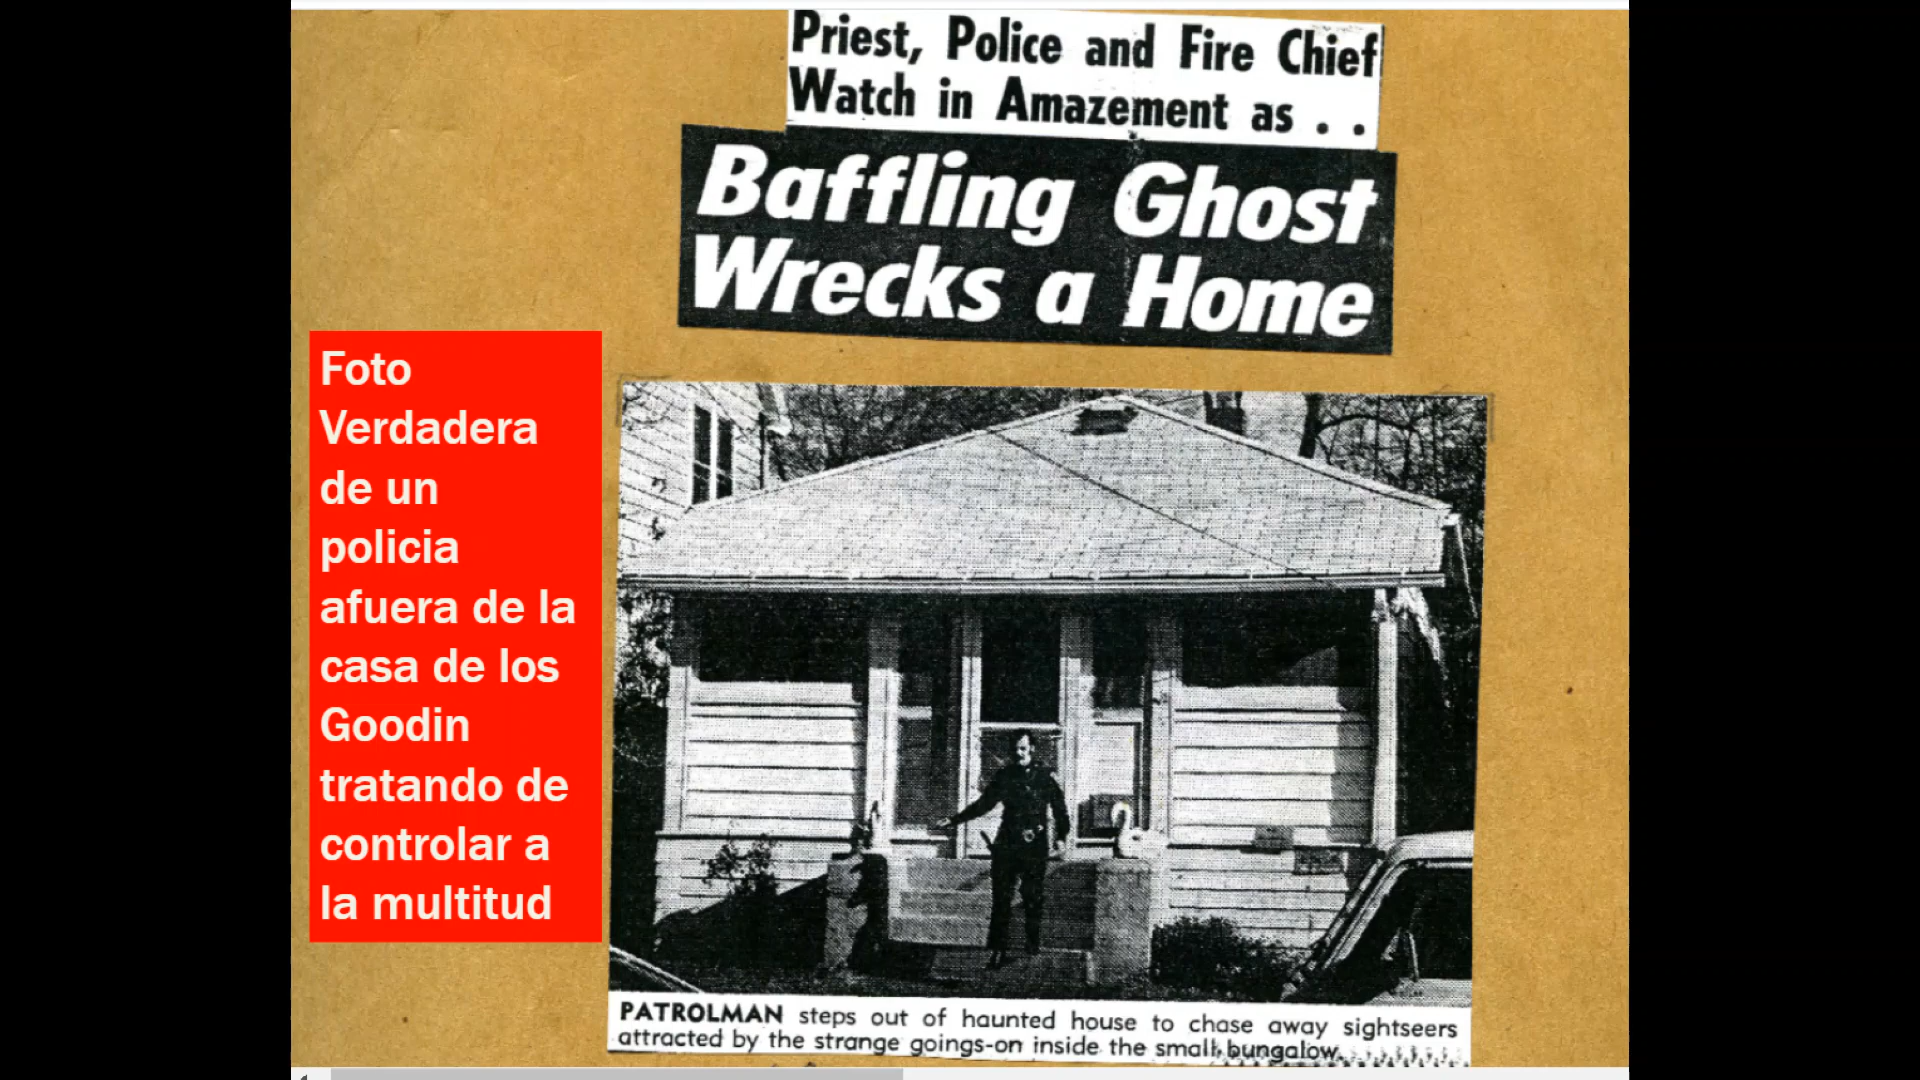 Priest, Police and Fire Chief
Watch in Amazement as . .
Baffling Ghost
Wrecks a Home
Foto
Verdadera
de un
policia
afuera de la
casa de los
Goodin
tratando de
controlar a
la multitud
PATROLMAN steps out of haunted house to chase away sightseers
attracted by the strange goings-on inside the small bungalow.